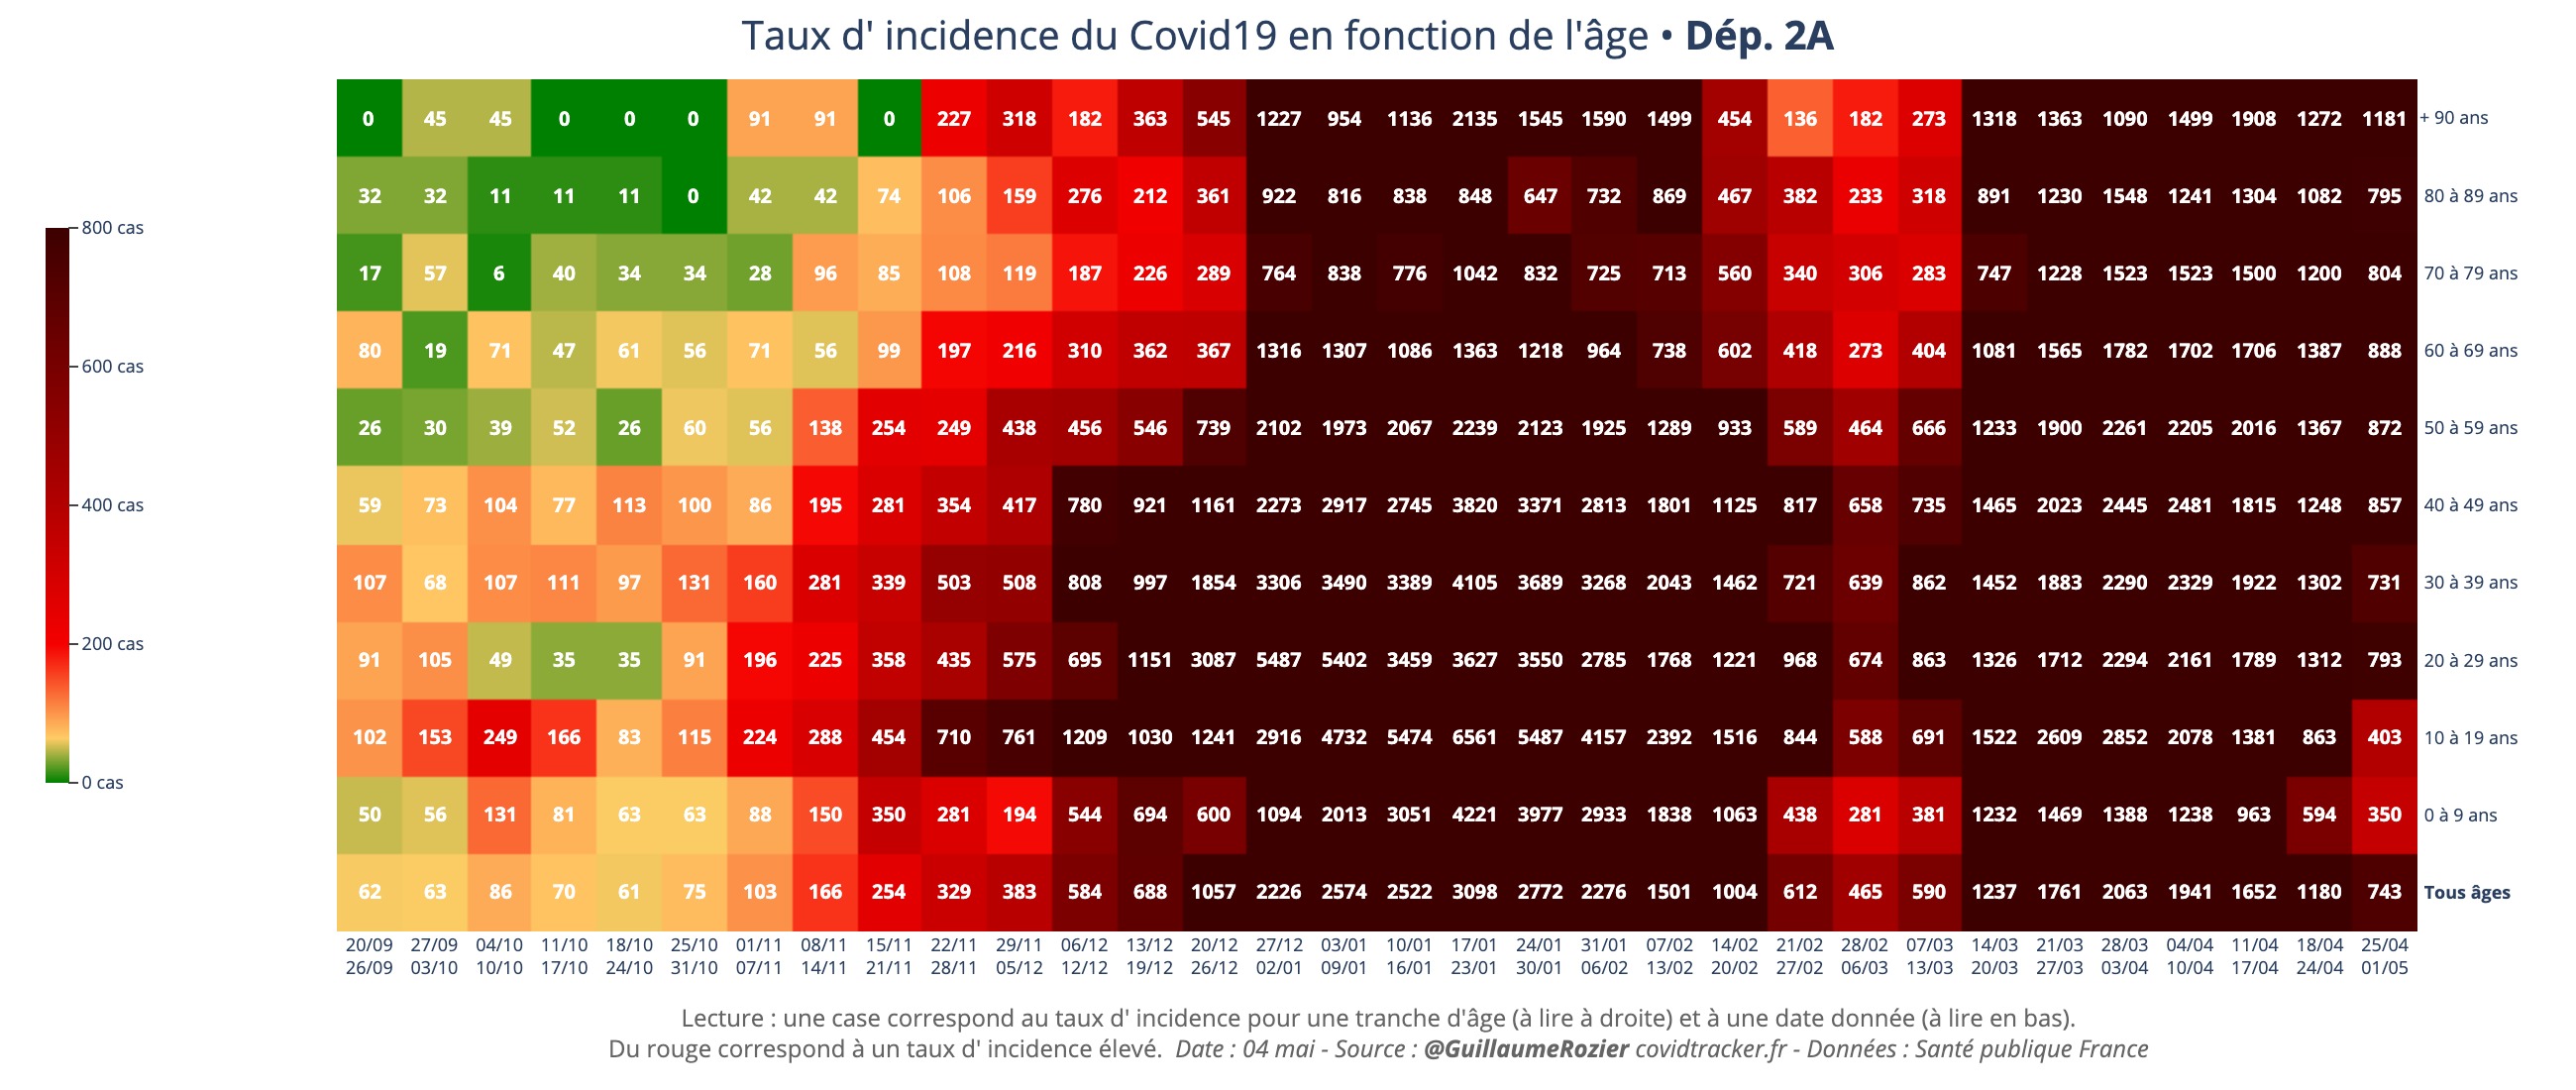 Taux d' incidence du Covid19 en fonction de l'âge • Dép. 2A
0 45 45 0 0 0 91 91 0 227 318 182 363 545 1227 954 1136 2135 1545 1590 1499 454 136 182 273 1318 1363 1090 1499 1908 1272 1181 + 90 ans
32 32 11 11 11 0 42 42 74 106 159 276 212 361 922 816 838 848 647 732 869 467 382 233 318 891 1230 1548 1241 1304 1082 795 80 à 89 ans
800 cas
17 57 6 40 34 34 28 96 85 108 119 187 226 289 764 838 776 1042 832 725 713 560 340 306 283 747 1228 1523 1523 1500 1200 804 70 à 79 ans
80 19 71 47 61 56 71 56 99 197 216 310 362 367 1316 1307 1086 1363 1218 964 738 602 418 273 404 1081 1565 1782 1702 1706 1387 888 60 à 69 ans
600 cas
26 30 39 52 26 60 56 138 254 249 438 456 546 739 2102 1973 2067 2239 2123 1925 1289 933 589 464 666 1233 1900 2261 2205 2016 1367 872 50 à 59 ans
400 cas
59 73 104 77 113 100 86 195 281 354 417 780 921 1161 2273 2917 2745 3820 3371 2813 1801 1125 817 658 735 1465 2023 2445 2481 1815 1248 857 40 à 49 ans
107 68 107 111 97 131 160 281 339 503 508 808 997 1854 3306 3490 3389 4105 3689 3268 2043 1462 721 639 862 1452 1883 2290 2329 1922 1302 731 30 à 39 ans
200 cas
91 105 49 35 35 91 196 225 358 435 575 695 1151 3087 5487 5402 3459 3627 3550 2785 1768 1221 968 674 863 1326 1712 2294 2161 1789 1312 793 20 à 29 ans
102 153 249 166 83 115 224 288 454 710 761 1209 1030 1241 2916 4732 5474 6561 5487 4157 2392 1516 844 588 691 1522 2609 2852 2078 1381 863 403 10 à 19 ans
0 cas
50 56 131 81 63 63 88 150 350 281 194 544 694 600 1094 2013 3051 4221 3977 2933 1838 1063 438 281 381 1232 1469 1388 1238 963 594 350 0 à 9 ans
62 63 86 70 61 75 103 166 254 329 383 584 688 1057 2226 2574 2522 3098 2772 2276 1501 1004 612 465 590 1237 1761 2063 1941 1652 1180 743 Tous âges
20/09 27/09 04/10 11/10 18/10 25/10 01/11 08/11 15/11 22/11 29/11 06/12 13/12 20/12 27/12 03/01 10/01 17/01 24/01 31/01 07/02 14/02 21/02 28/02 07/03 14/03 21/03 28/03 04/04 11/04 18/04 25/04
26/09 03/10 10/10 17/10 24/10 31/10 07/11 14/11 21/11 28/11 05/12 12/12 19/12 26/12 02/01 09/01 16/01 23/01 30/01 06/02 13/02 20/02 27/02 06/03 13/03 20/03 27/03 03/04 10/04 17/04 24/04 01/05
Lecture : une case correspond au taux d' incidence pour une tranche d'âge (à lire à droite) et à une date donnée (à lire en bas).
Du rouge correspond à un taux d' incidence élevé. Date : 04 mai - Source : @GuillaumeRozier covidtracker.fr - Données : Santé publique France